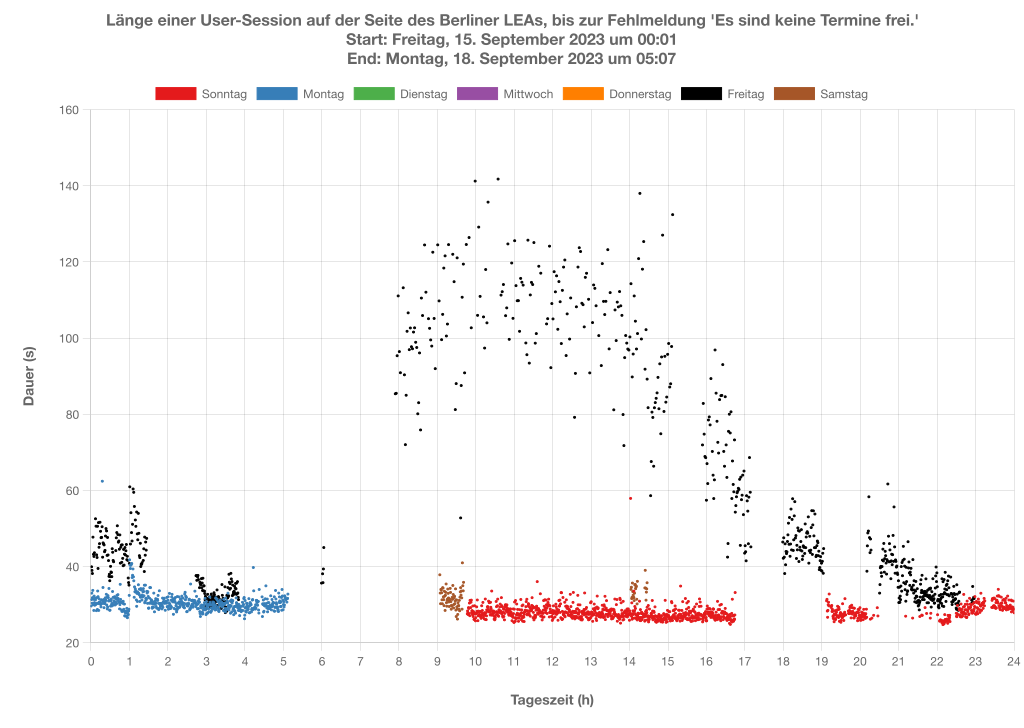 Länge einer User-Session auf der Seite des Berliner LEAs, bis zur Fehlmeldung 'Es sind keine Termine frei.'
Start: Freitag, 15. September 2023 um 00:01
End: Montag, 18. September 2023 um 05:07
Sonntag Montag Dienstag Mittwoch Donnerstag Freitag Samstag
160
140
120
100
80
60
40
20
Dauer (s)
0 1 2 3 4 5 6 7 8 9 10 11 12 13 14 15 16 17 18 19 20 21 22 23 24
Tageszeit (h)